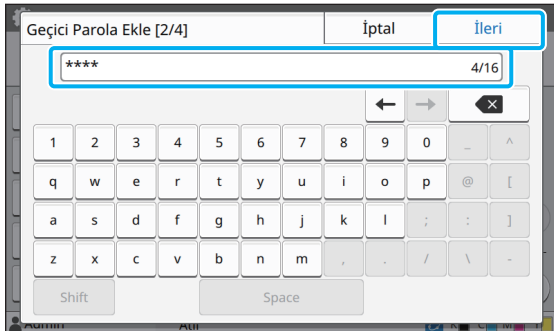 Geçici Parola Ekle [2/4] İptal İleri
**** 4/16
← →
1 2 3 4 5 6 7 8 9 0 _ ^
q w e r t y u i o p @ [
a s d f g h j k l ; : ]
z x c v b n m , . / \ -
Shift Space
Admin